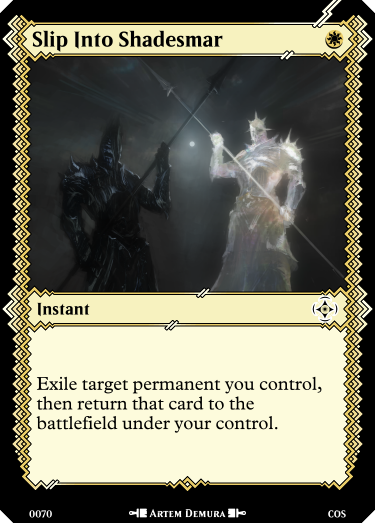 Slip Into Shadesmar
Instant
Exile target permanent you control,
then return that card to the
battlefield under your control.
0070
Artem Demura
COS